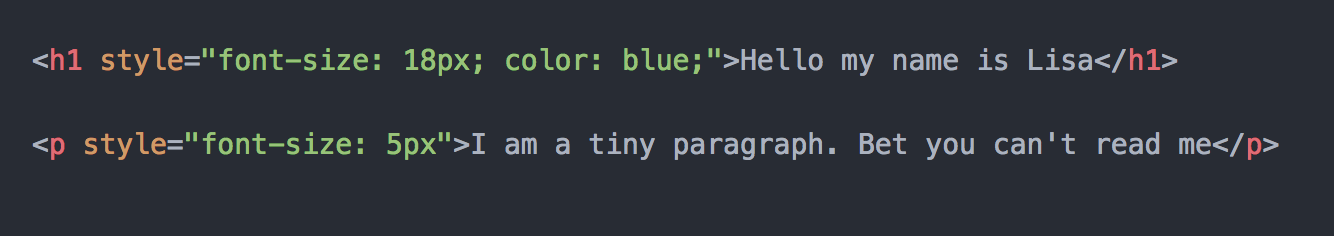 <h1 style="font-size: 18px; color: blue;">Hello my name is Lisa</h1>
<p style="font-size: 5px">I am a tiny paragraph. Bet you can't read me</p>